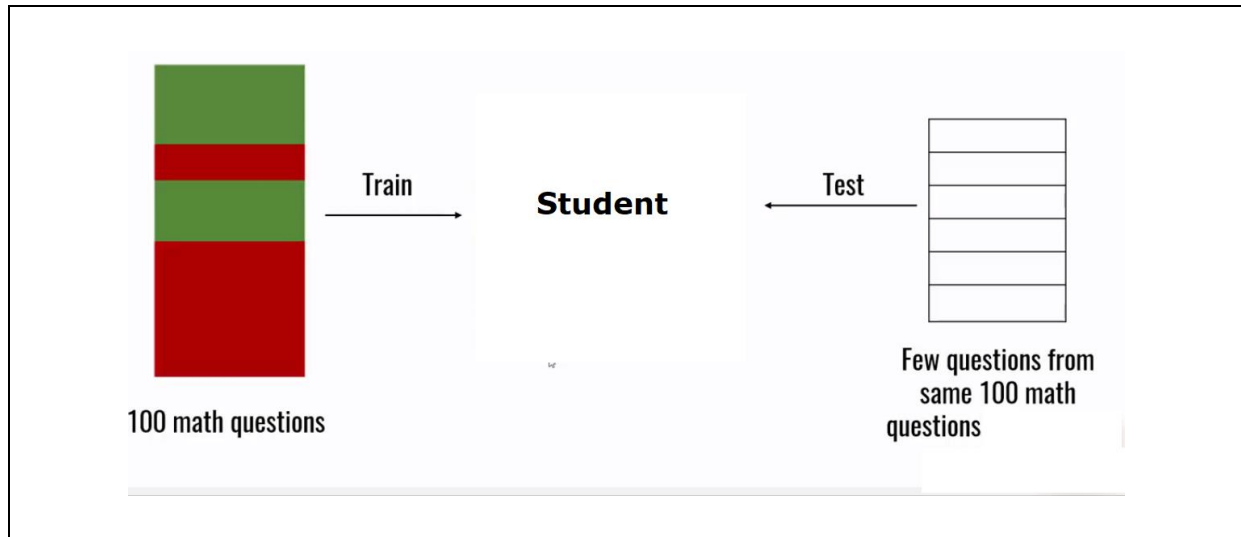 Train
Student
Test
100 math questions
Few questions from
same 100 math
questions